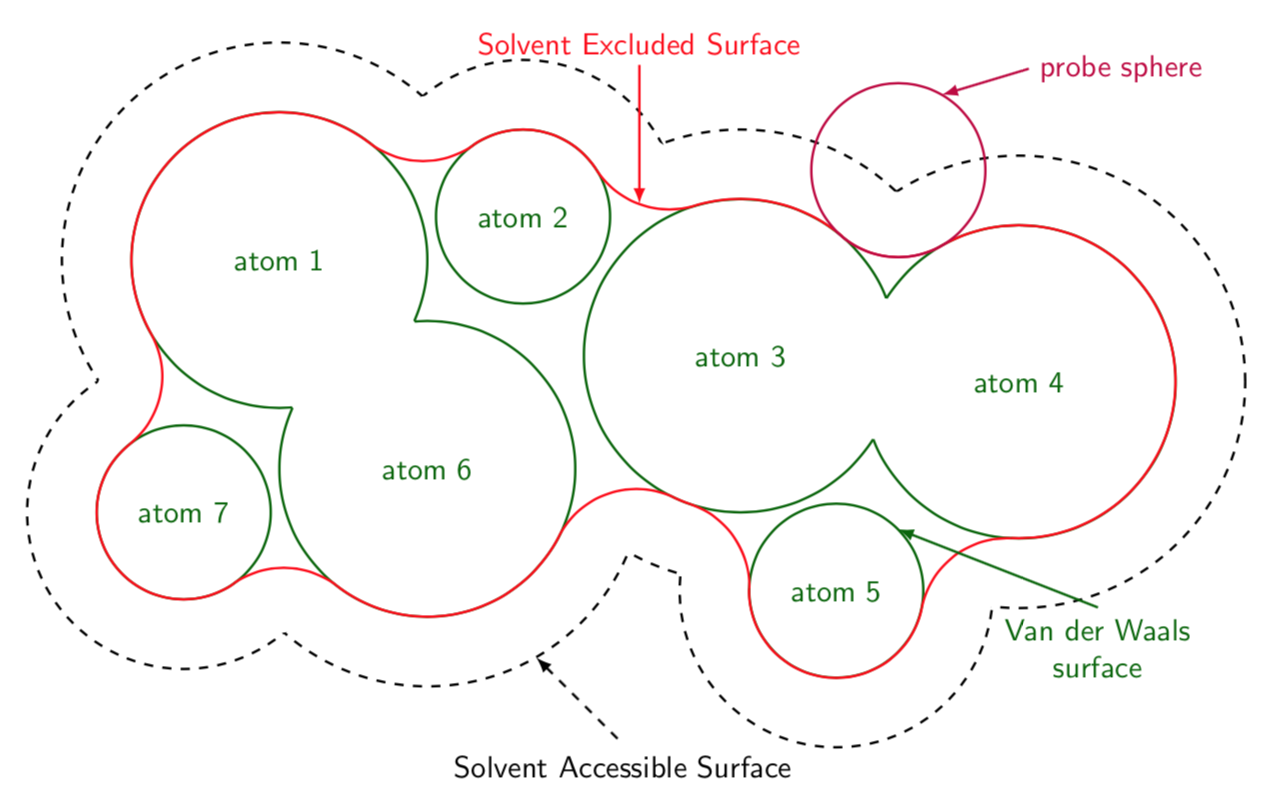 Solvent Excluded Surface
probe sphere
atom 2
atom 1
atom 3
atom 4
atom 6
atom 7
atom 5
Van der Waals
surface
Solvent Accessible Surface